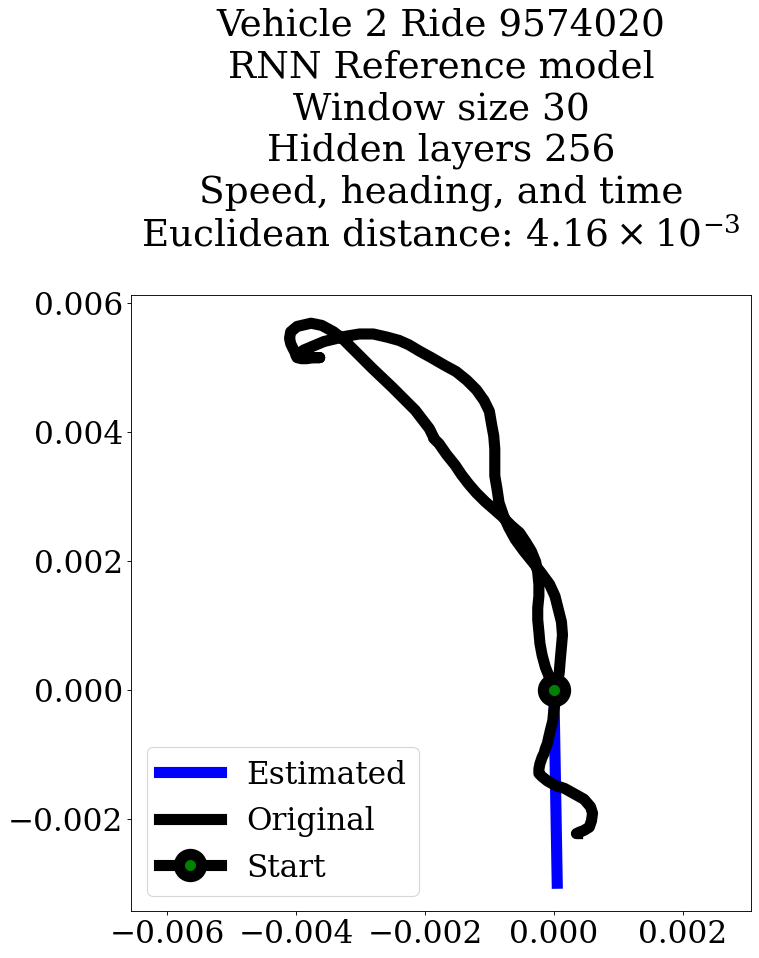 Vehicle 2 Ride 9574020
RNN Reference model
Window size 30
Hidden layers 256
Speed, heading, and time
Euclidean distance: 4.16 × 10⁻³
0.006
0.004
0.002
0.000
−0.002
Estimated
Original
Start
−0.006 −0.004 −0.002 0.000 0.002